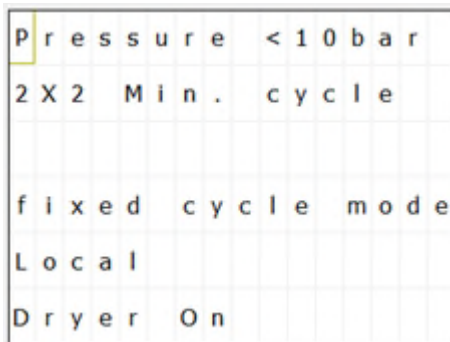 Pressure <10bar
2X2 Min. cycle
fixed cycle mode
Local
Dryer On